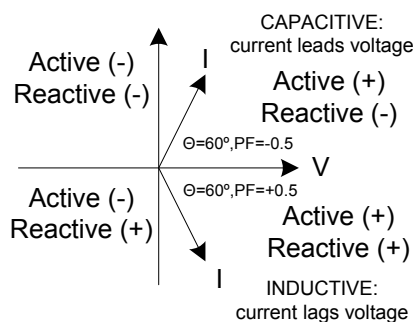 CAPACITIVE:
current leads voltage
Active (-)
Reactive (-)
I
Active (+)
Reactive (-)
Θ=60º,PF=-0.5
V
Θ=60º,PF=+0.5
Active (-)
Reactive (+)
Active (+)
Reactive (+)
I
INDUCTIVE:
current lags voltage